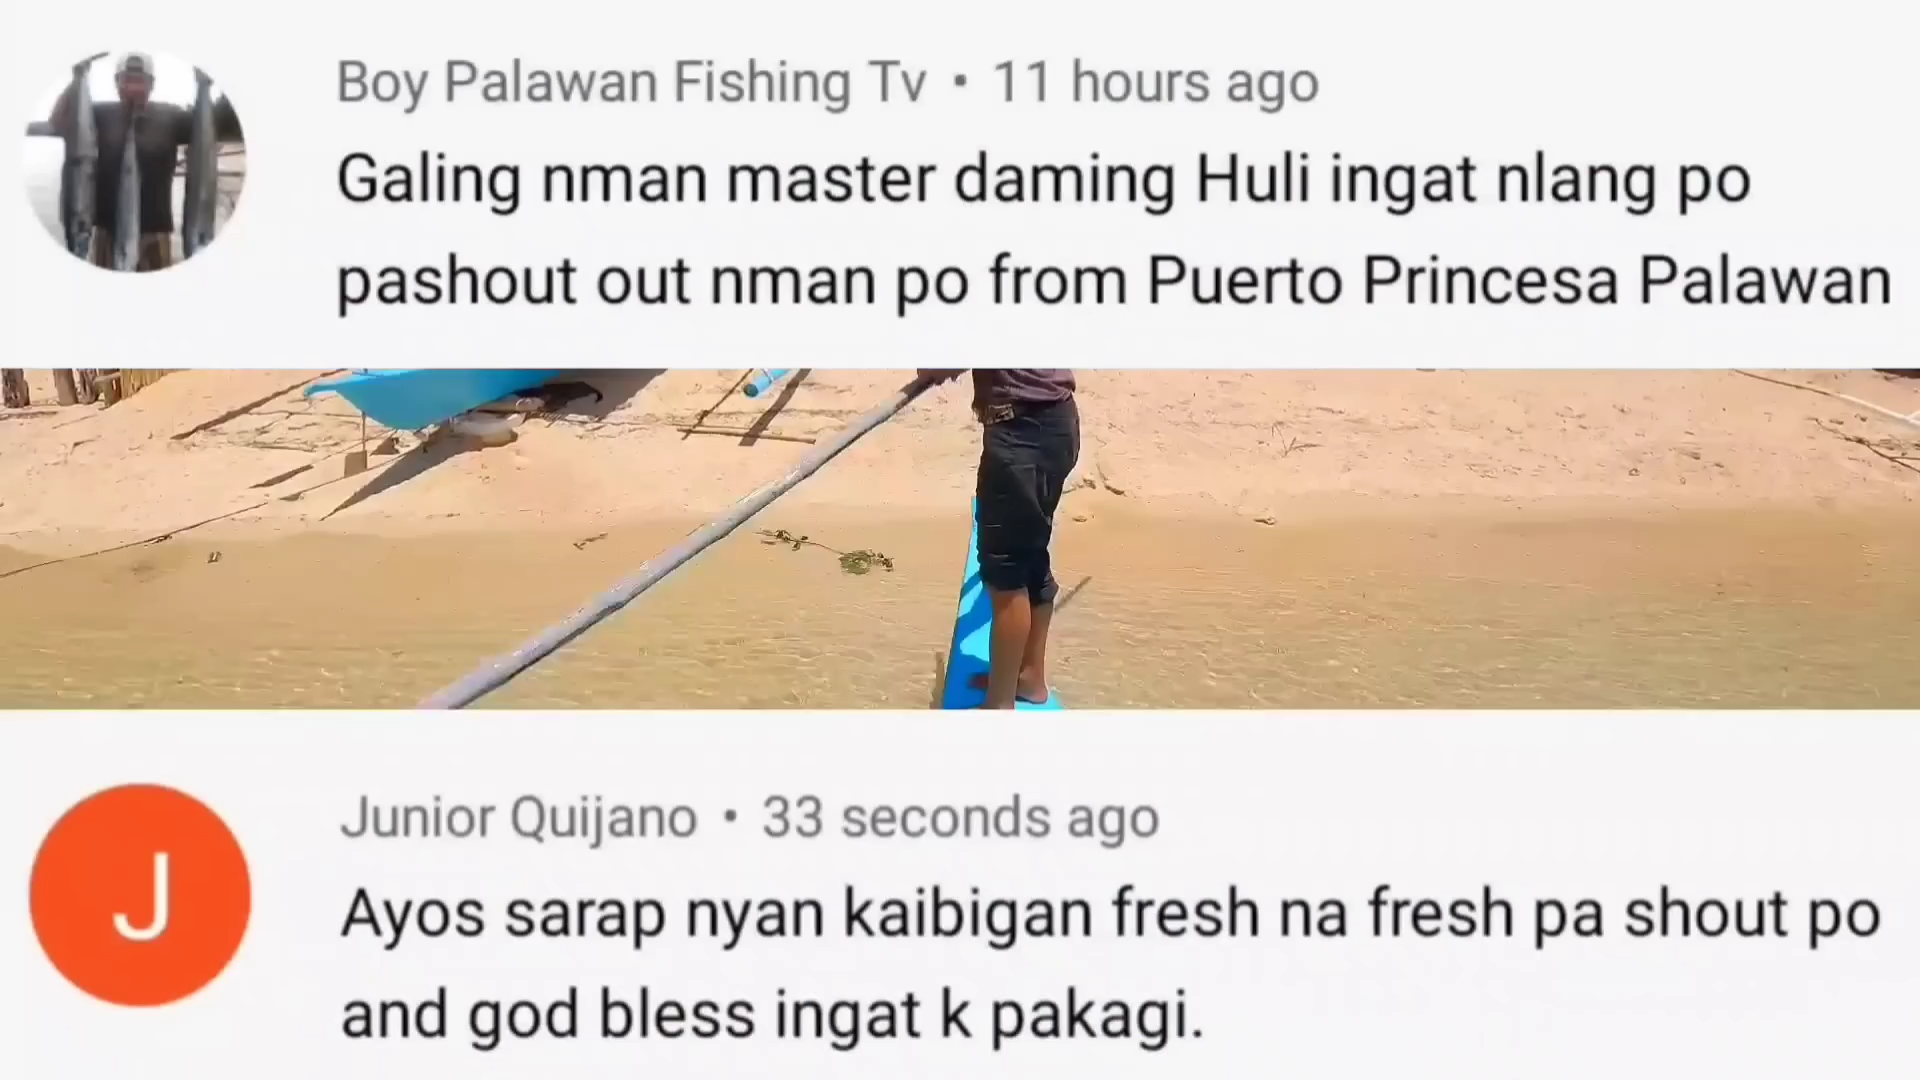 Boy Palawan Fishing Tv • 11 hours ago
Galing nman master daming Huli ingat nlang po
pashout out nman po from Puerto Princesa Palawan
J
Junior Quijano • 33 seconds ago
Ayos sarap nyan kaibigan fresh na fresh pa shout po
and god bless ingat k pakagi.